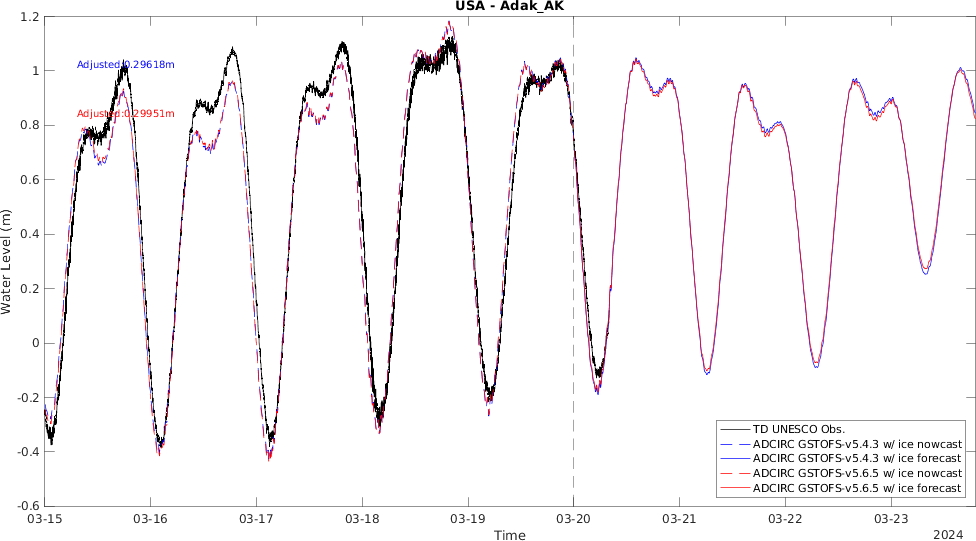 USA - Adak_AK
1.2
1
0.8
0.6
0.4
0.2
0
-0.2
-0.4
-0.6
Water Level (m)
Adjusted:0.29618m
Adjusted:0.29951m
TD UNESCO Obs.
ADCIRC GSTOFS-v5.4.3 w/ ice nowcast
ADCIRC GSTOFS-v5.4.3 w/ ice forecast
ADCIRC GSTOFS-v5.6.5 w/ ice nowcast
ADCIRC GSTOFS-v5.6.5 w/ ice forecast
03-15 03-16 03-17 03-18 03-19 03-20 03-21 03-22 03-23
Time
2024